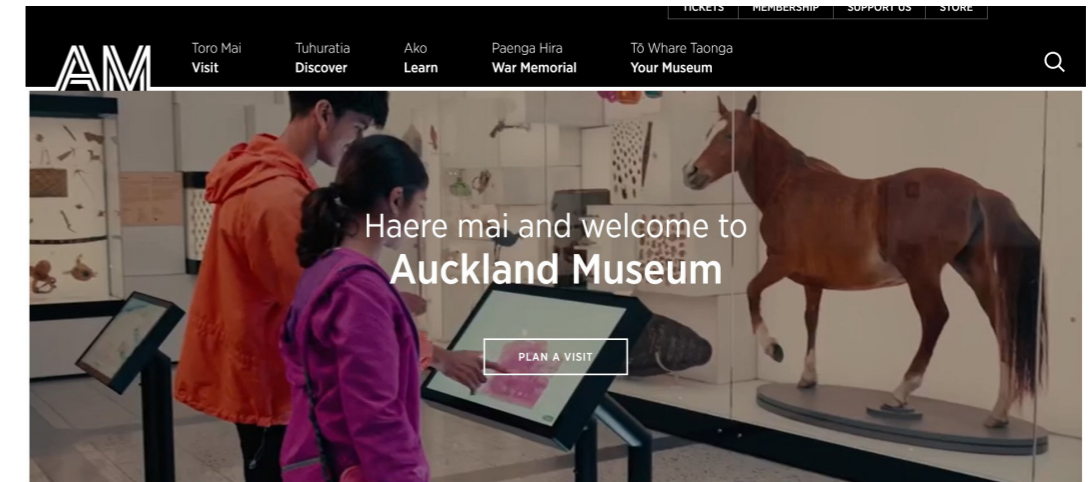 TICKETS MEMBERSHIP SUPPORT US STORE
AM
Toro Mai Tuhuratia Ako Paenga Hira Tō Whare Taonga
Visit Discover Learn War Memorial Your Museum
Haere mai and welcome to
Auckland Museum
PLAN A VISIT